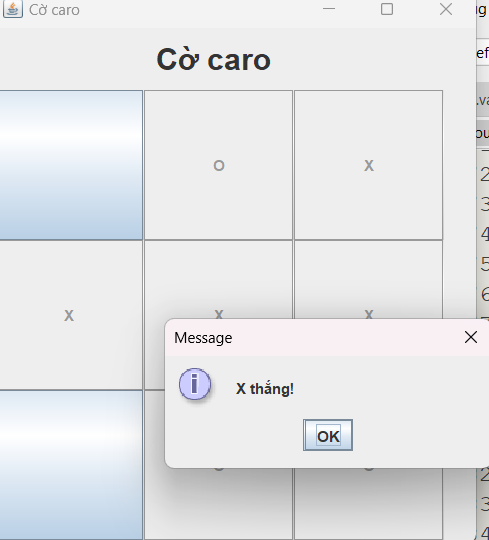 Cờ caro
Cờ caro
O X
X X X
Message
X thắng!
OK